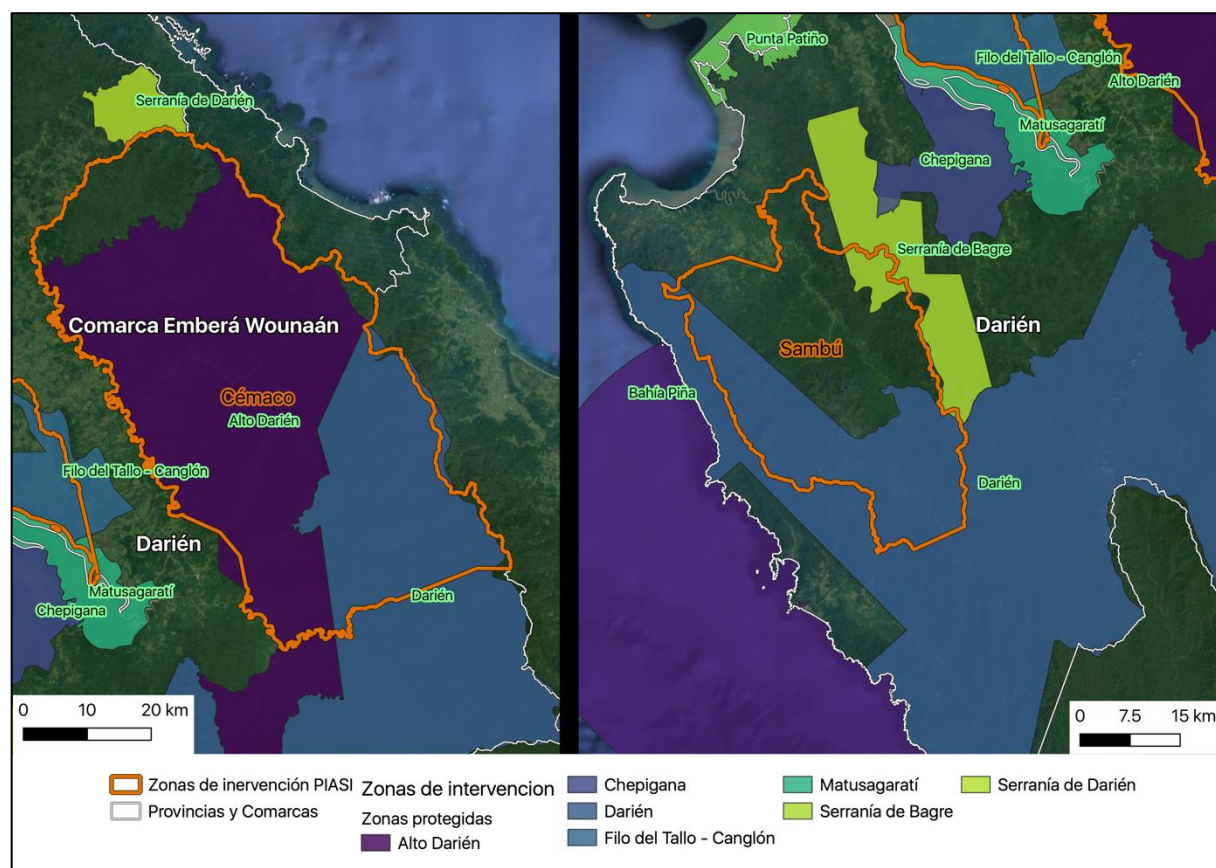 Serranía de Darién
Comarca Emberá Wounaán
Cémaco
Alto Darién
Filo del Tallo - Canglón
Darién
Matusagaratí
Chepigana
Darién
0 10 20 km
Punta Patiño
Filo del Tallo - Canglón
Alto Darién
Matusagaratí
Chepigana
Serranía de Bagre
Darién
Sambú
Bahía Piña
Darién
0 7.5 15 km
Zonas de inervención PIASI
Provincias y Comarcas
Zonas de intervencion
Zonas protegidas
Alto Darién
Chepigana
Darién
Filo del Tallo - Canglón
Matusagaratí
Serranía de Bagre
Serranía de Darién